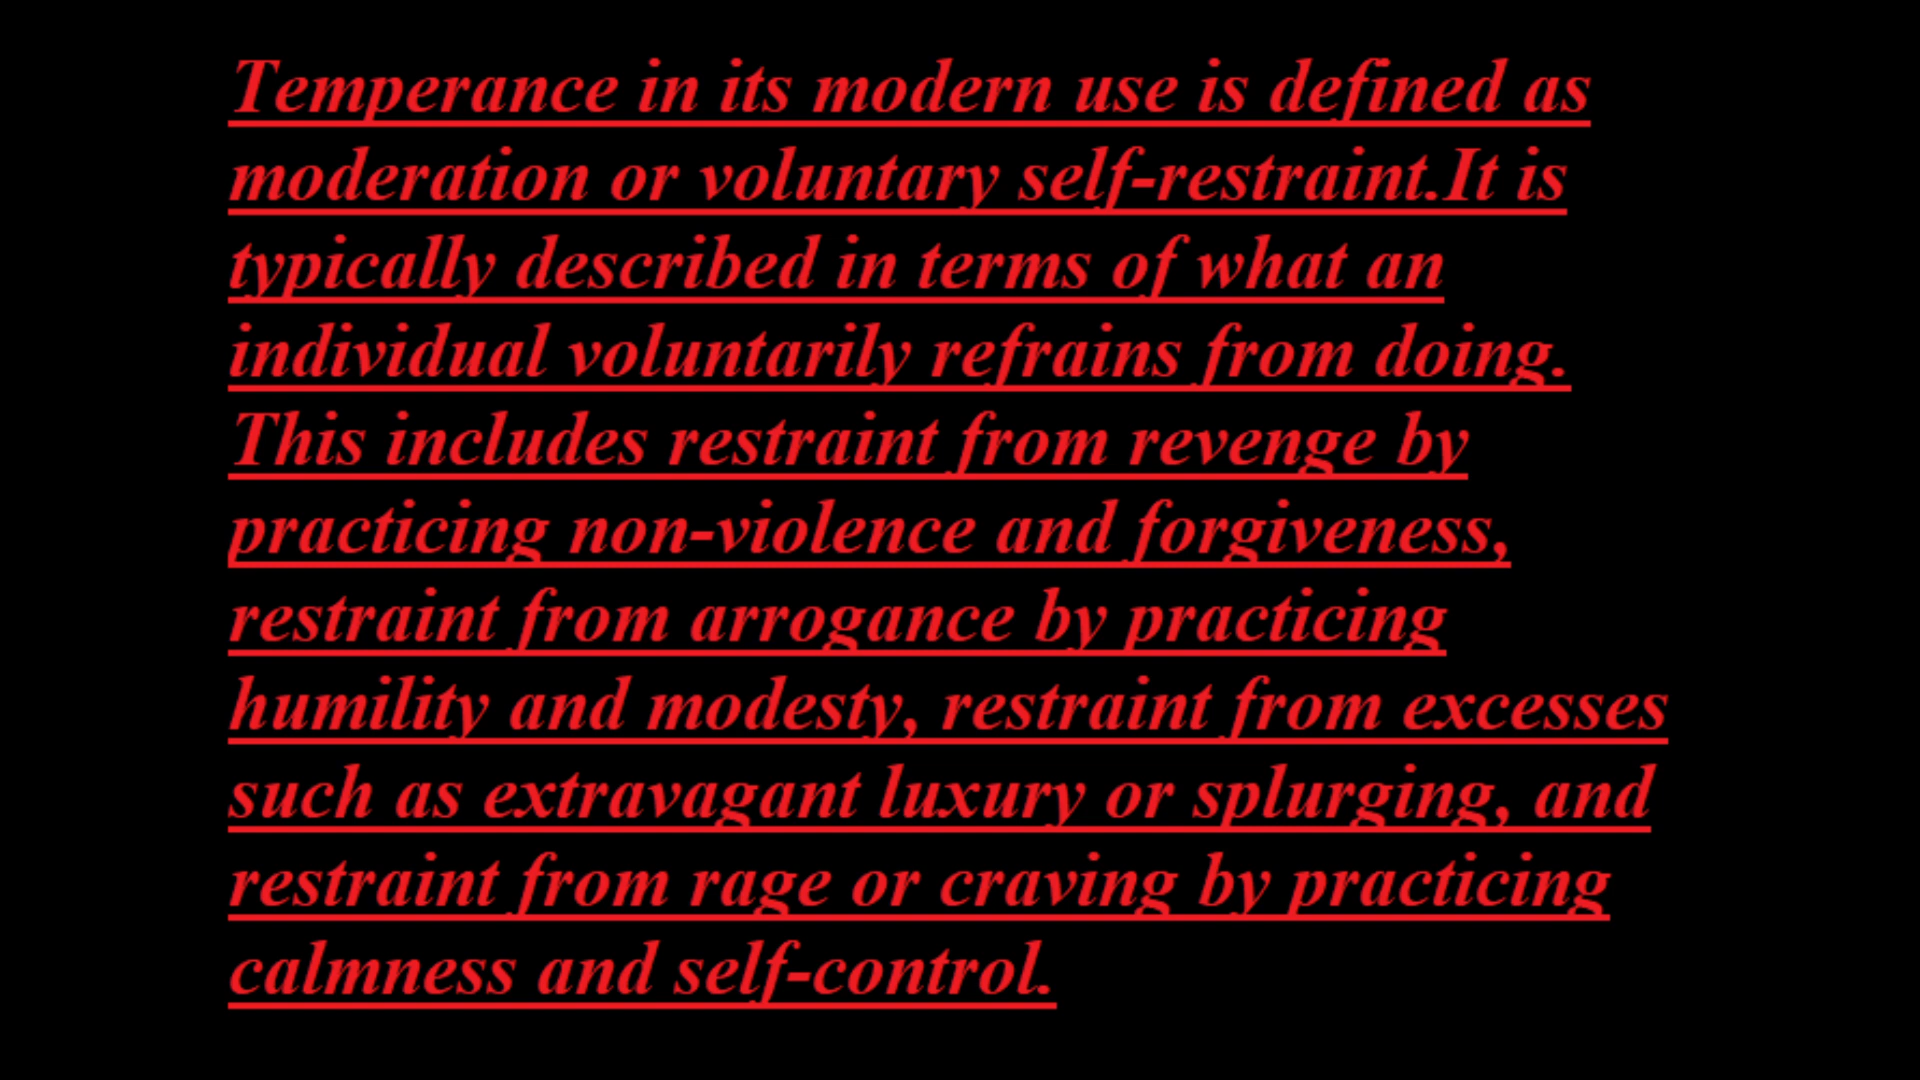 Temperance in its modern use is defined as
moderation or voluntary self-restraint.It is
typically described in terms of what an
individual voluntarily refrains from doing.
This includes restraint from revenge by
practicing non-violence and forgiveness,
restraint from arrogance by practicing
humility and modesty, restraint from excesses
such as extravagant luxury or splurging, and
restraint from rage or craving by practicing
calmness and self-control.